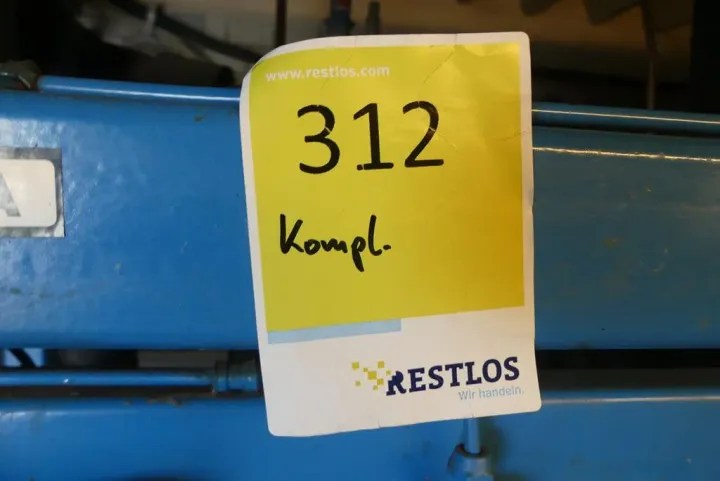 www.restlos.com
312
Kompl.
RESTLOS
Wir handeln.
A